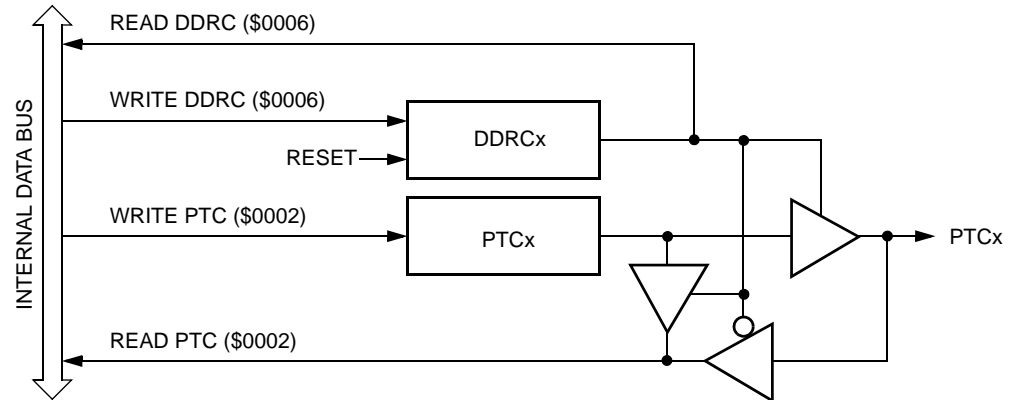 READ DDRC ($0006)
WRITE DDRC ($0006)
DDRCx
RESET
WRITE PTC ($0002)
PTCx
PTCx
READ PTC ($0002)
INTERNAL DATA BUS